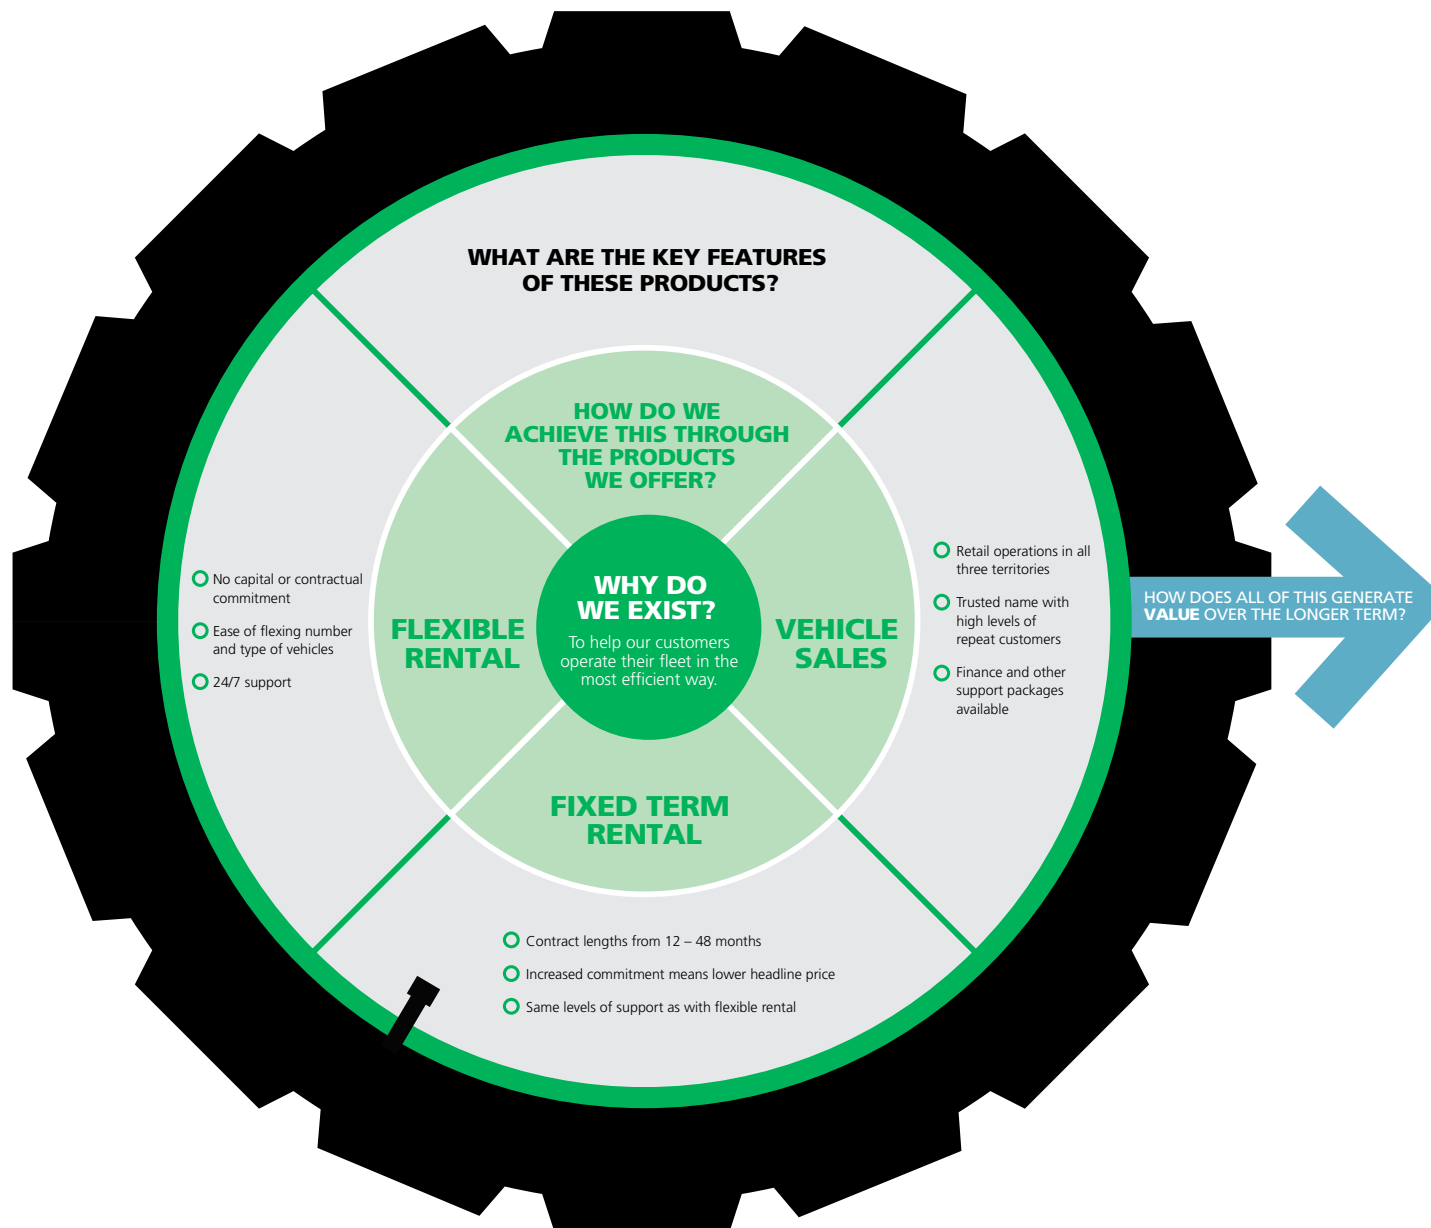 WHAT ARE THE KEY FEATURES
OF THESE PRODUCTS?
HOW DO WE
ACHIEVE THIS THROUGH
THE PRODUCTS
WE OFFER?
WHY DO
WE EXIST?
To help our customers
operate their fleet in the
most efficient way.
FLEXIBLE
RENTAL
No capital or contractual
commitment
Ease of flexing number
and type of vehicles
24/7 support
VEHICLE
SALES
Retail operations in all
three territories
Trusted name with
high levels of
repeat customers
Finance and other
support packages
available
FIXED TERM
RENTAL
Contract lengths from 12 – 48 months
Increased commitment means lower headline price
Same levels of support as with flexible rental
HOW DOES ALL OF THIS GENERATE
VALUE OVER THE LONGER TERM?